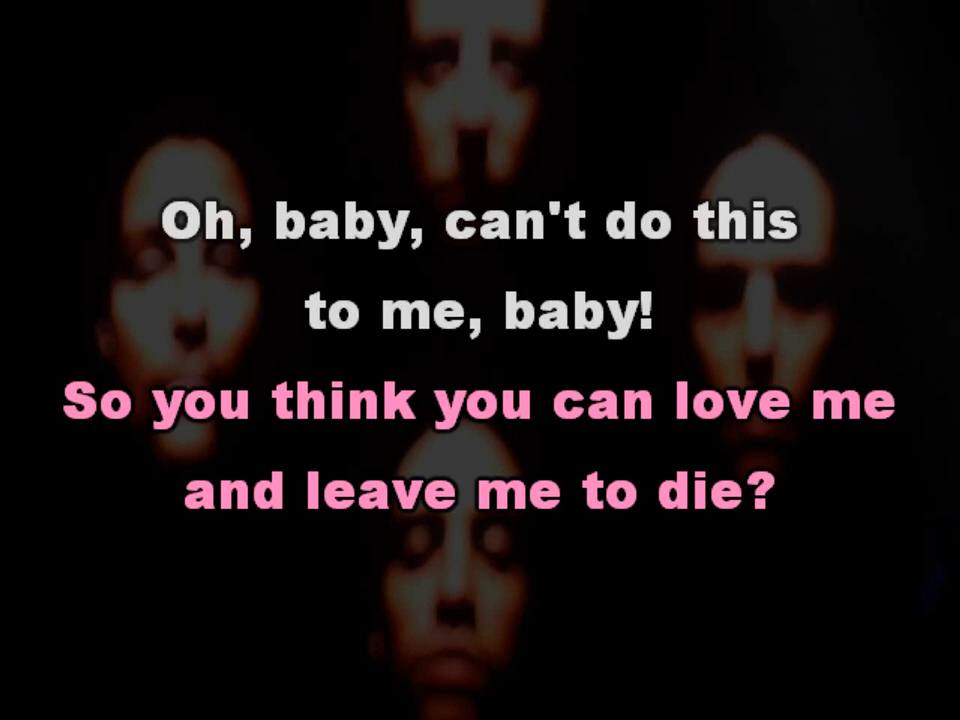 Oh, baby, can't do this
to me, baby!
So you think you can love me
and leave me to die?